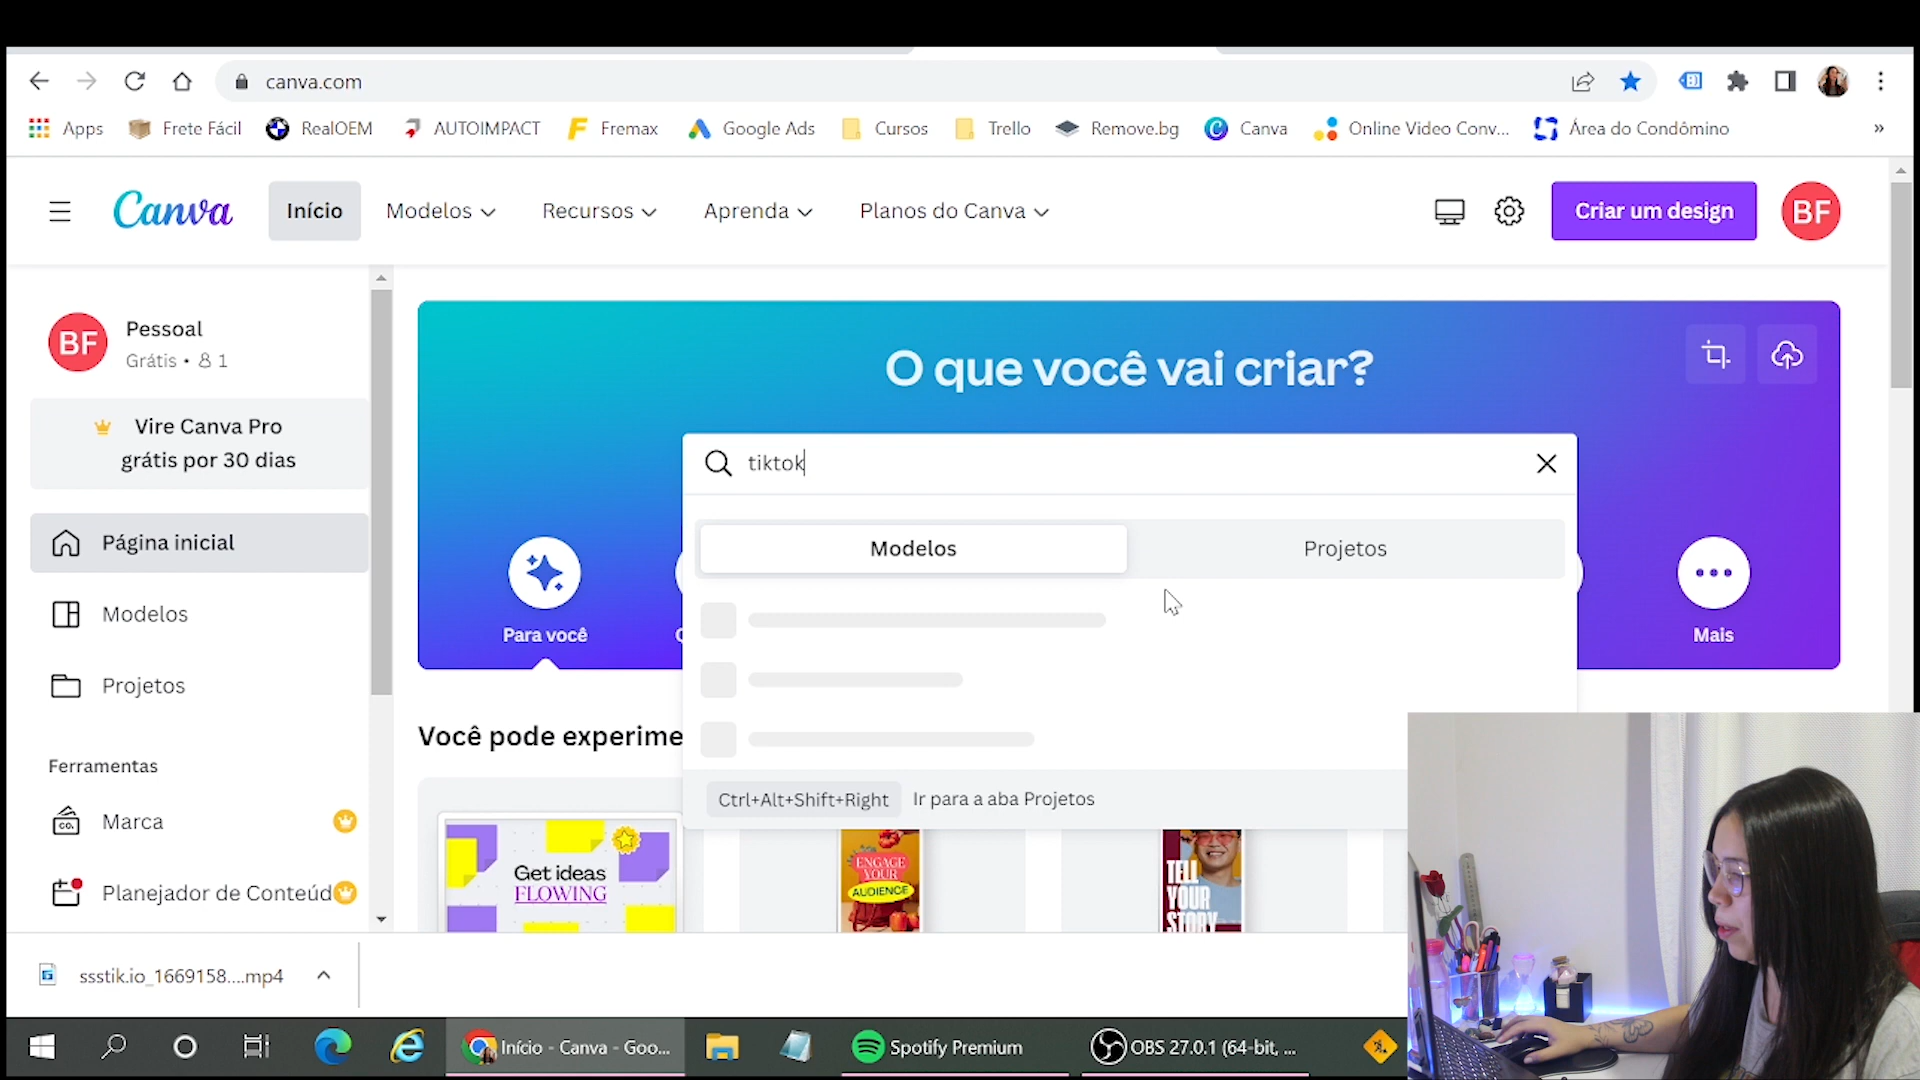 canva.com
Apps
Frete Fácil
RealOEM
AUTOIMPACT
Fremax
Google Ads
Cursos
Trello
Remove.bg
Canva
Online Video Conv...
Área do Condômino
»
Canva
Início
Modelos
Recursos
Aprenda
Planos do Canva
Criar um design
BF
BF
Pessoal
Grátis • 1
Vire Canva Pro
grátis por 30 dias
Página inicial
Modelos
Projetos
Ferramentas
CO.
Marca
Planejador de Conteúd
O que você vai criar?
tiktok
Modelos
Projetos
Para você
Mais
Ctrl+Alt+Shift+Right Ir para a aba Projetos
Você pode experime
Get ideas
FLOWING
ENGAGE
YOUR
AUDIENCE
TELL
YOUR
STORY
ssstik.io_1669158....mp4
Início - Canva - Goo...
Spotify Premium
OBS 27.0.1 (64-bit, ...